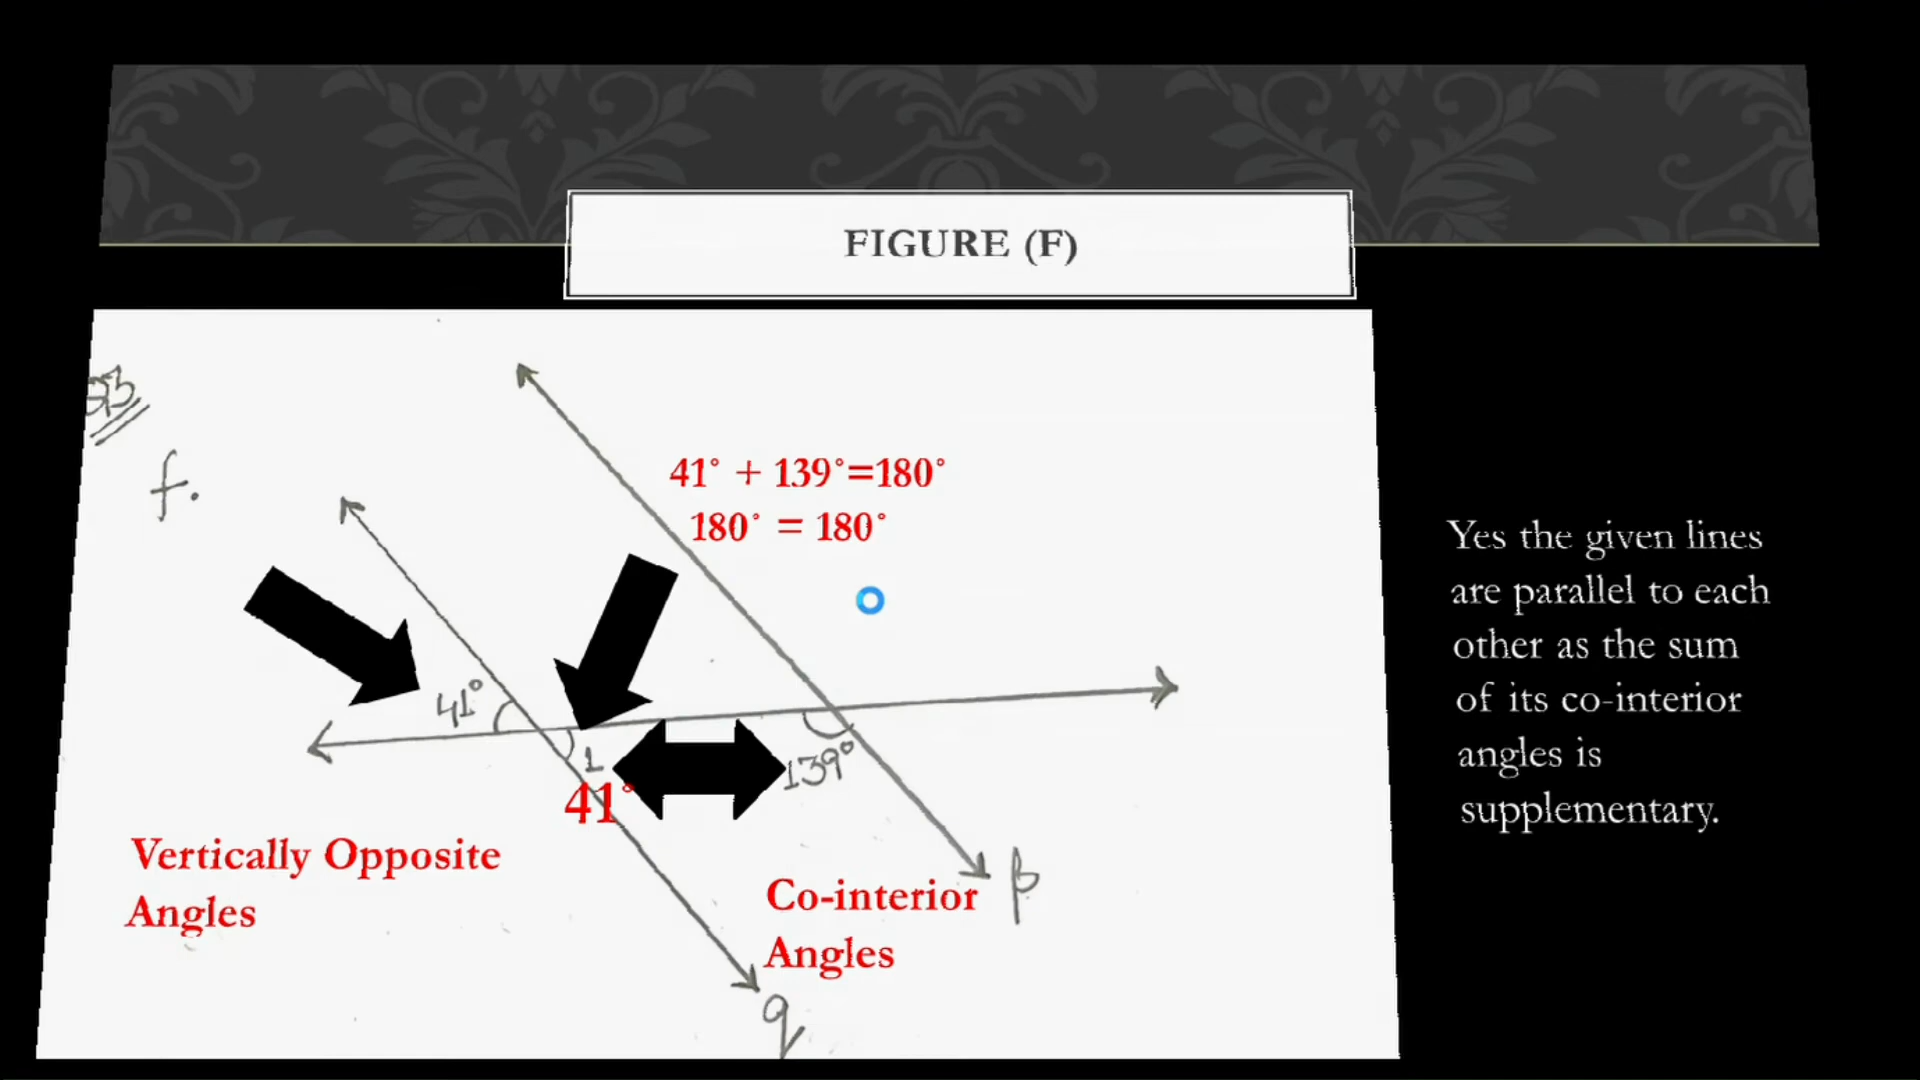 FIGURE (F)
f.
41° + 139°=180°
180° = 180°
41°
1
139°
41°
Vertically Opposite
Angles
Co-interior
Angles
p
q
Yes the given lines
are parallel to each
other as the sum
of its co-interior
angles is
supplementary.